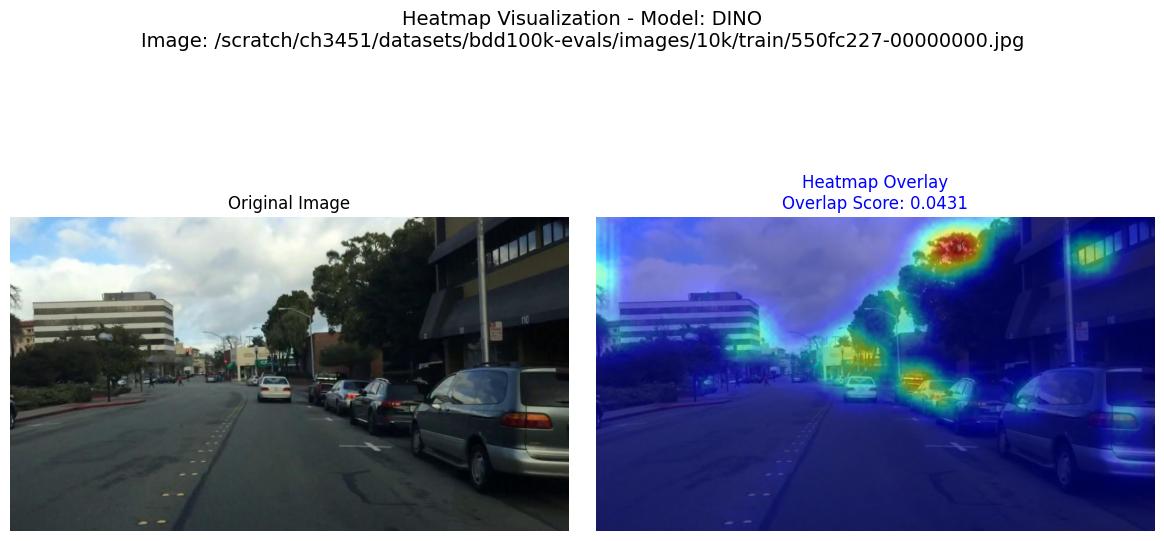 Heatmap Visualization - Model: DINO
Image: /scratch/ch3451/datasets/bdd100k-evals/images/10k/train/550fc227-00000000.jpg
Original Image
Heatmap Overlay
Overlap Score: 0.0431